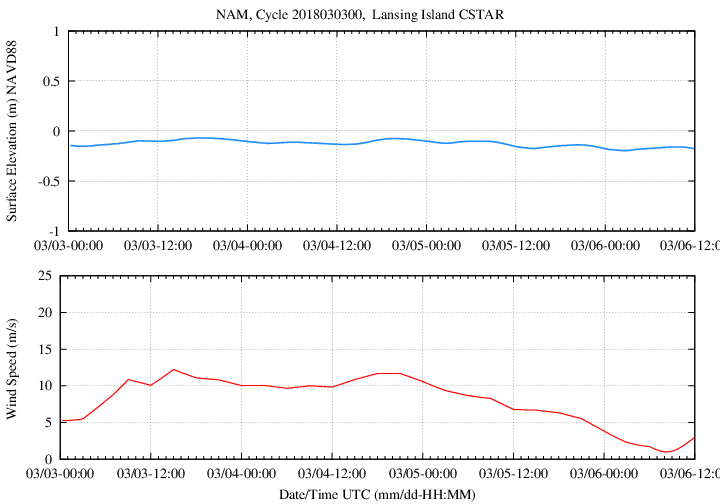 NAM, Cycle 2018030300,  Lansing Island CSTAR
Surface Elevation (m) NAVD88
1
0.5
0
-0.5
-1
03/03-00:00 03/03-12:00 03/04-00:00 03/04-12:00 03/05-00:00 03/05-12:00 03/06-00:00 03/06-12:0
Wind Speed (m/s)
25
20
15
10
5
0
03/03-00:00 03/03-12:00 03/04-00:00 03/04-12:00 03/05-00:00 03/05-12:00 03/06-00:00 03/06-12:0
Date/Time UTC (mm/dd-HH:MM)